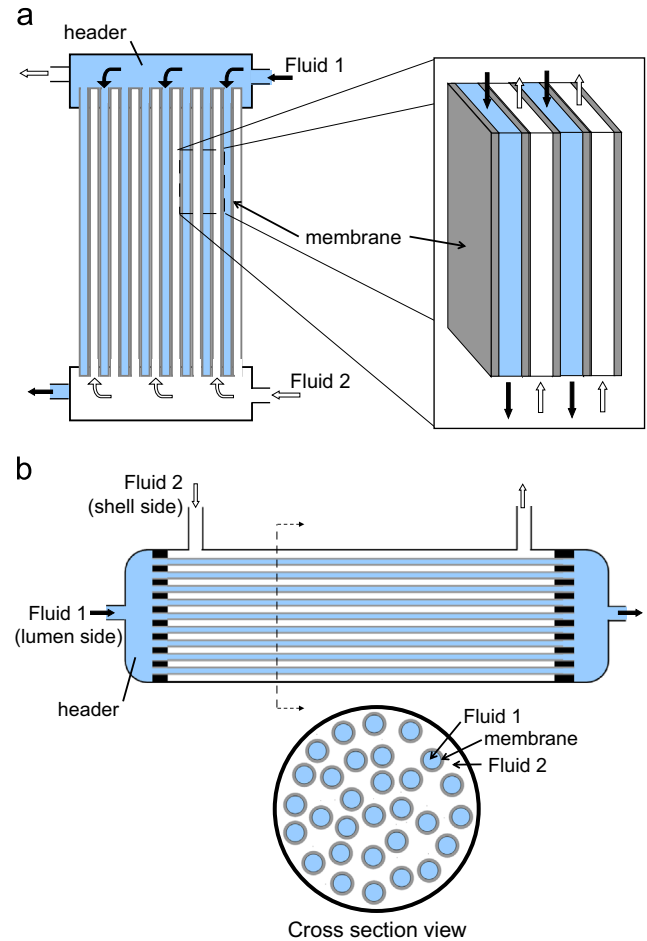 a
header
Fluid 1
membrane
Fluid 2
b
Fluid 2
(shell side)
Fluid 1
(lumen side)
header
Fluid 1
membrane
Fluid 2
Cross section view